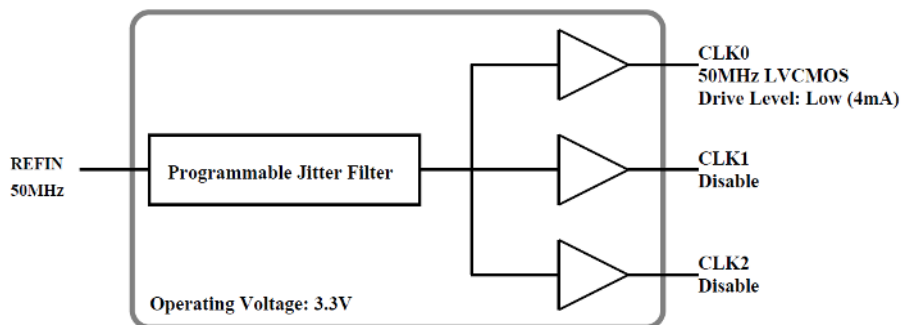 REFIN
50MHz
Programmable Jitter Filter
Operating Voltage: 3.3V
CLK0
50MHz LVCMOS
Drive Level: Low (4mA)
CLK1
Disable
CLK2
Disable